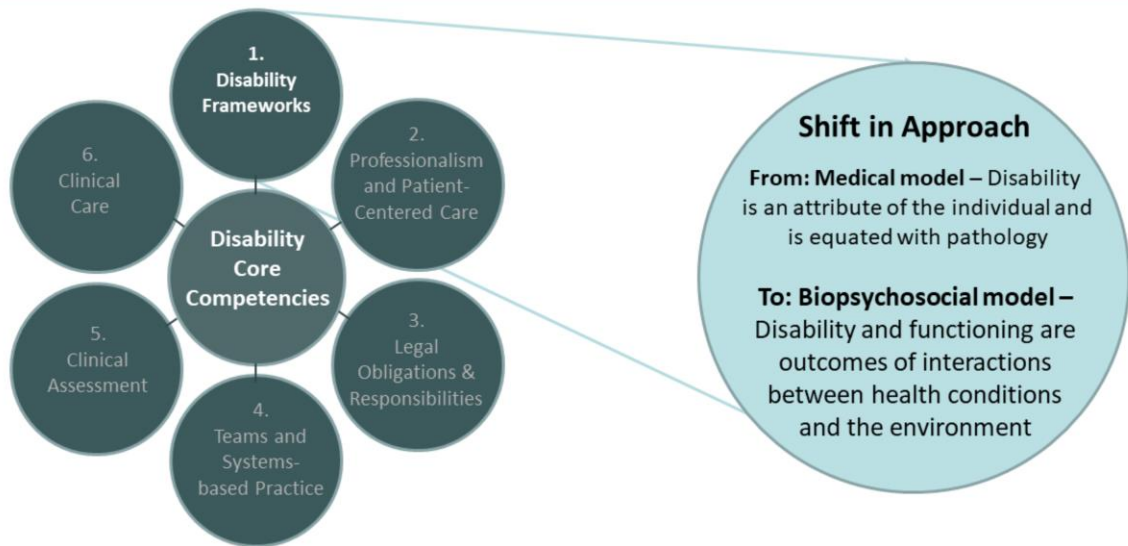 1.
Disability
Frameworks
2.
Professionalism
and Patient-
Centered Care
3.
Legal
Obligations &
Responsibilities
4.
Teams and
Systems-
based Practice
5.
Clinical
Assessment
6.
Clinical
Care
Disability
Core
Competencies
Shift in Approach
From: Medical model – Disability
is an attribute of the individual and
is equated with pathology
To: Biopsychosocial model –
Disability and functioning are
outcomes of interactions
between health conditions
and the environment